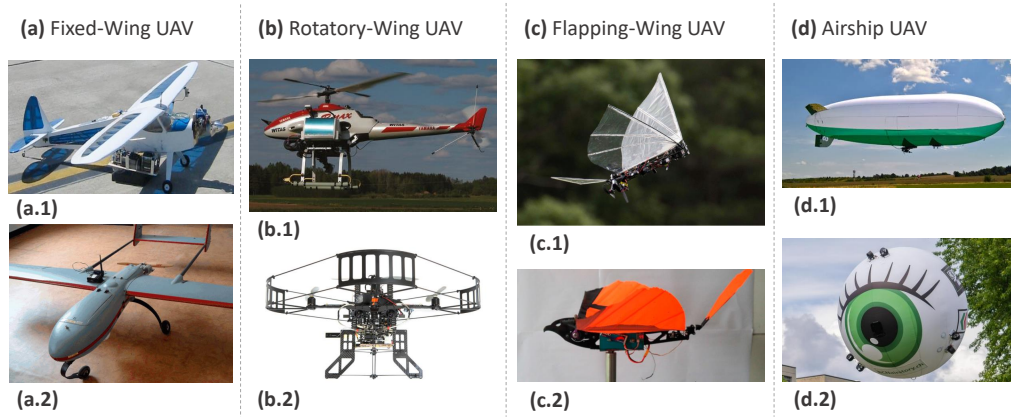 (a) Fixed-Wing UAV
(b) Rotatory-Wing UAV
(c) Flapping-Wing UAV
(d) Airship UAV
(a.1)
(b.1)
(c.1)
(d.1)
(a.2)
(b.2)
(c.2)
(d.2)